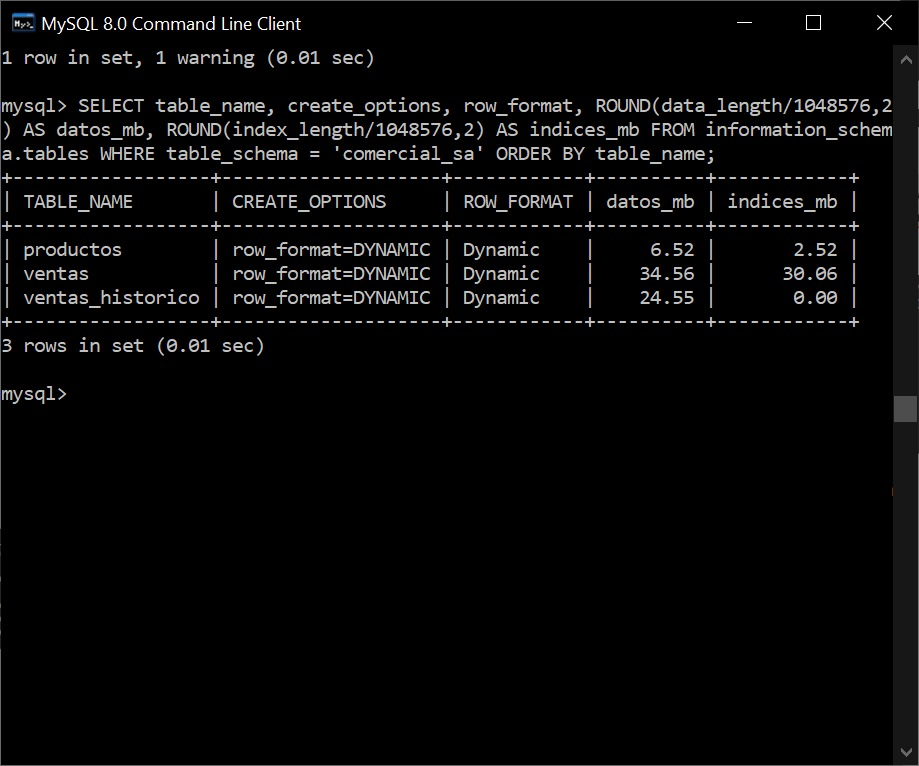 MySQL 8.0 Command Line Client
1 row in set, 1 warning (0.01 sec)
mysql> SELECT table_name, create_options, row_format, ROUND(data_length/1048576,2
) AS datos_mb, ROUND(index_length/1048576,2) AS indices_mb FROM information_schem
a.tables WHERE table_schema = 'comercial_sa' ORDER BY table_name;
+------------------+---------------------+------------+----------+------------+
| TABLE_NAME       | CREATE_OPTIONS     | ROW_FORMAT | datos_mb | indices_mb |
+------------------+---------------------+------------+----------+------------+
| productos        | row_format=DYNAMIC | Dynamic    |     6.52 |       2.52 |
| ventas           | row_format=DYNAMIC | Dynamic    |    34.56 |      30.06 |
| ventas_historico | row_format=DYNAMIC | Dynamic    |    24.55 |       0.00 |
+------------------+---------------------+------------+----------+------------+
3 rows in set (0.01 sec)
mysql>